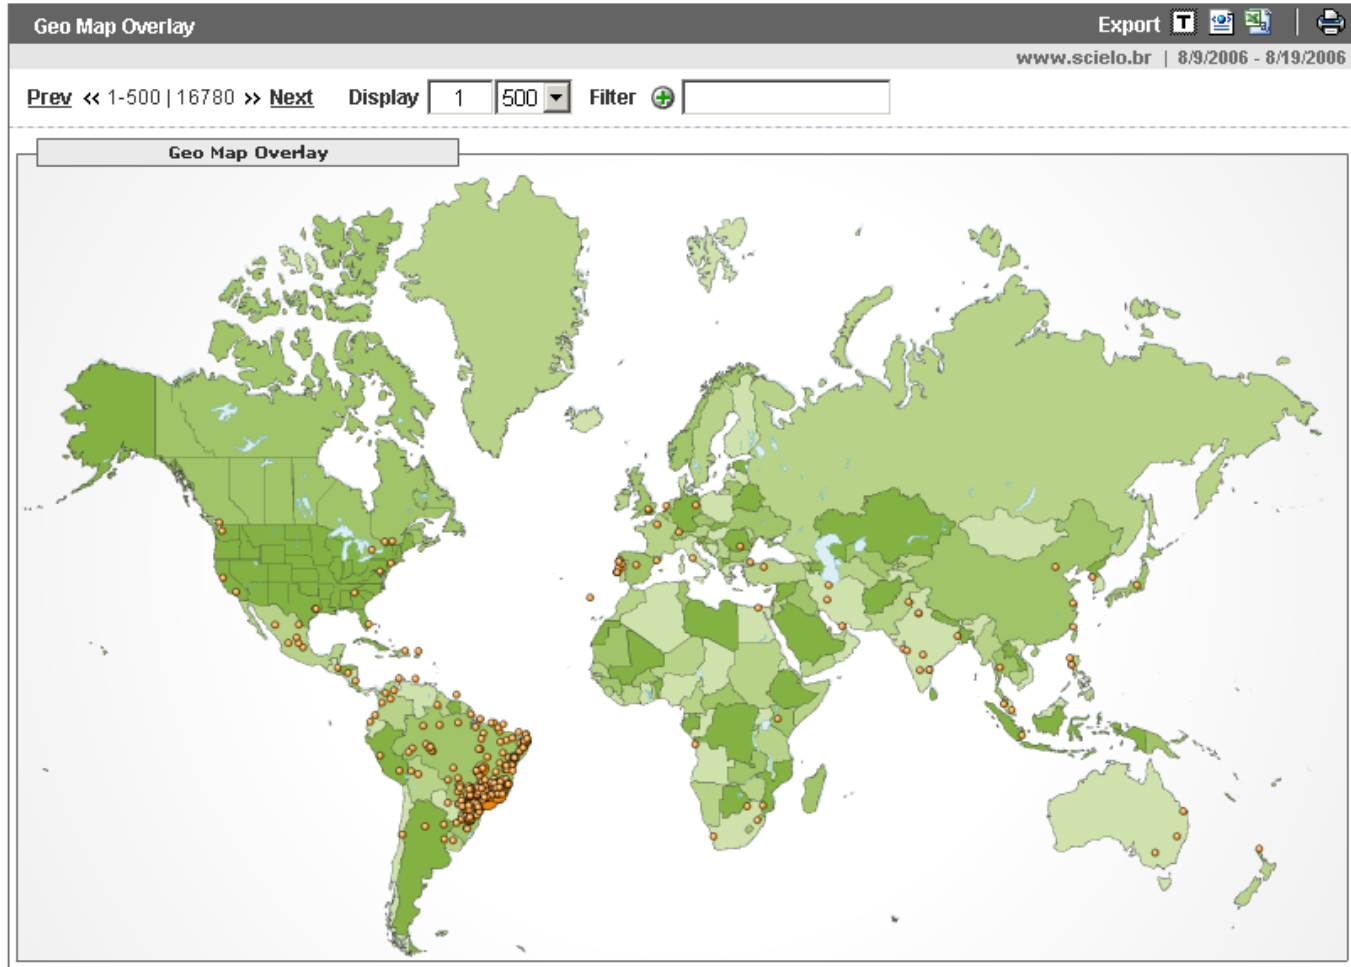 Geo Map Overlay Export T
www.scielo.br | 8/9/2006 - 8/19/2006
Prev << 1-500 | 16780 >> Next Display 1 500 Filter
Geo Map Overlay